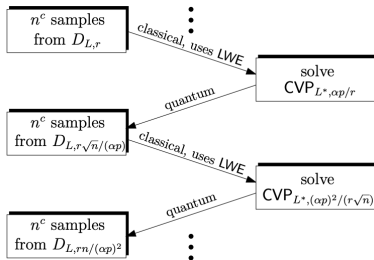 n^c samples
from D_{L,r}
classical, uses LWE
solve
CVP_{L*,αp/r}
quantum
n^c samples
from D_{L,r√n/(αp)}
classical, uses LWE
solve
CVP_{L*,(αp)²/(r√n)}
quantum
n^c samples
from D_{L,rn/(αp)²}